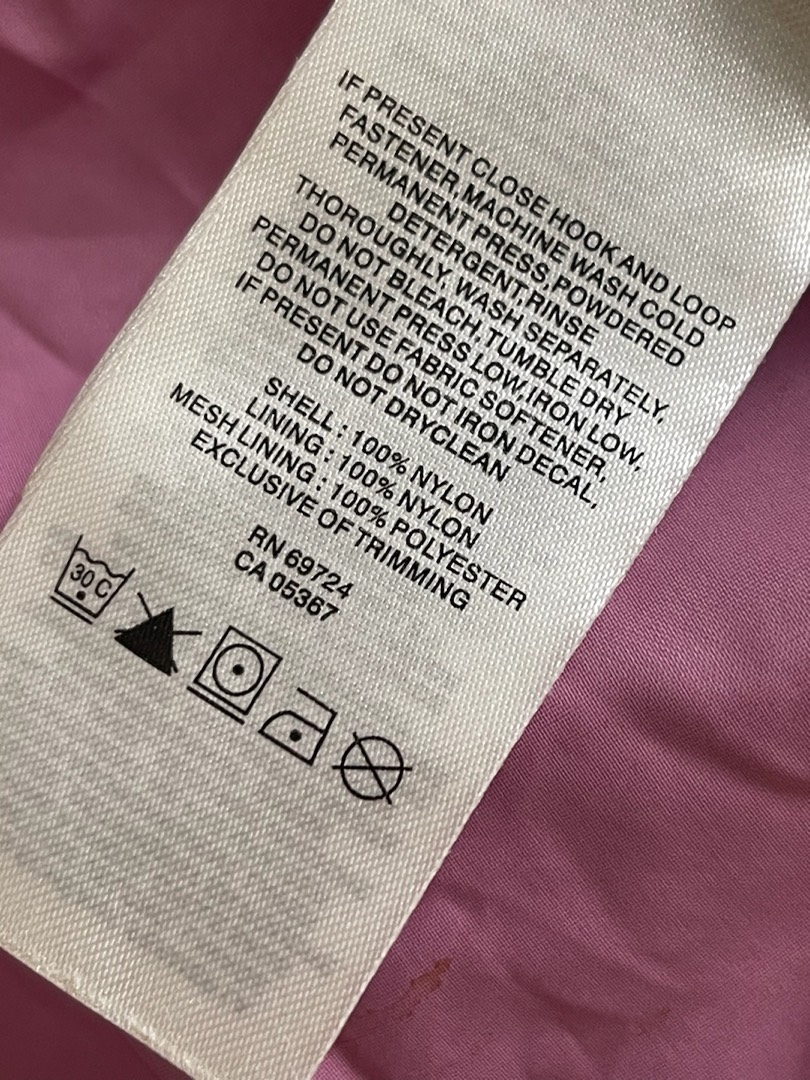 IF PRESENT CLOSE HOOK AND LOOP
FASTENER, MACHINE WASH COLD
PERMANENT PRESS, POWDERED
DETERGENT, RINSE
THOROUGHLY, WASH SEPARATELY,
DO NOT BLEACH, TUMBLE DRY
PERMANENT PRESS LOW, IRON LOW,
DO NOT USE FABRIC SOFTENER,
IF PRESENT DO NOT IRON DECAL,
DO NOT DRYCLEAN
SHELL : 100% NYLON
LINING : 100% NYLON
MESH LINING : 100% POLYESTER
EXCLUSIVE OF TRIMMING
RN 69724
CA 05367
30 C